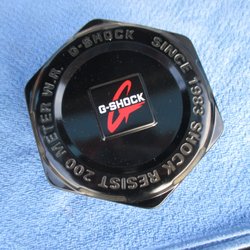 G-SHOCK SINCE 1983 SHOCK RESIST 200 METER W.R.
G-SHOCK